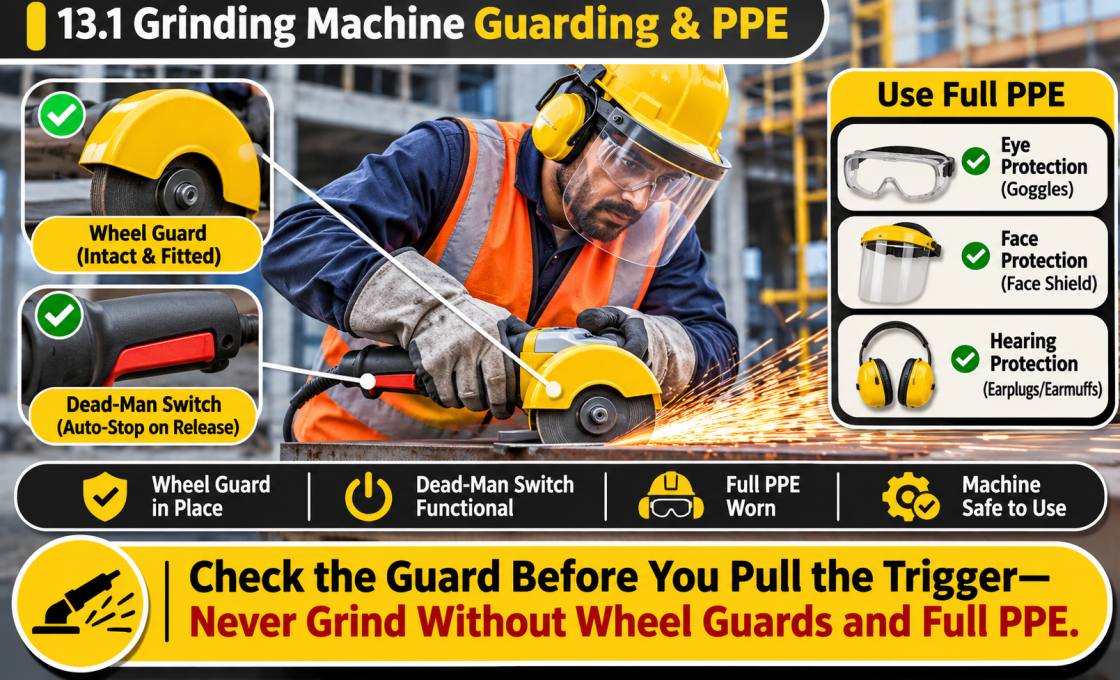 13.1 Grinding Machine Guarding & PPE
Wheel Guard
(Intact & Fitted)
Dead-Man Switch
(Auto-Stop on Release)
Use Full PPE
Eye
Protection
(Goggles)
Face
Protection
(Face Shield)
Hearing
Protection
(Earplugs/Earmuffs)
Wheel Guard
in Place
Dead-Man Switch
Functional
Full PPE
Worn
Machine
Safe to Use
Check the Guard Before You Pull the Trigger—
Never Grind Without Wheel Guards and Full PPE.